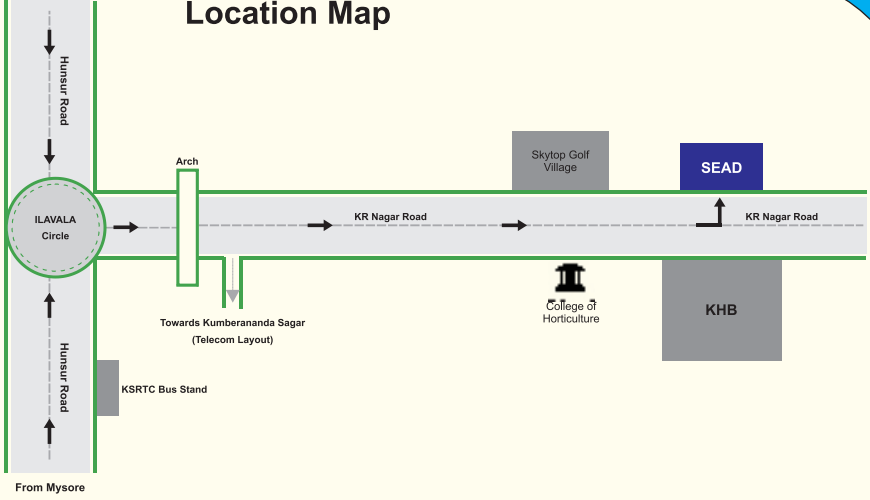 Location Map
Hunsur Road
Arch
Skytop Golf
Village
SEAD
ILAVALA
Circle
KR Nagar Road
KR Nagar Road
College of
Horticulture
KHB
Towards Kumberananda Sagar
(Telecom Layout)
Hunsur Road
KSRTC Bus Stand
From Mysore